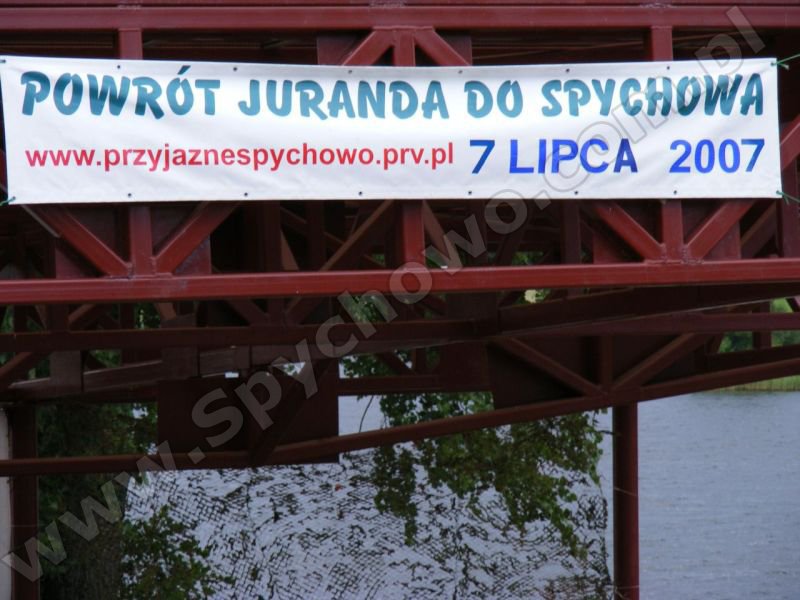 POWRÓT JURANDA DO SPYCHOWA
www.przyjaznespychowo.prv.pl 7 LIPCA 2007
www.Spychowo.com.pl